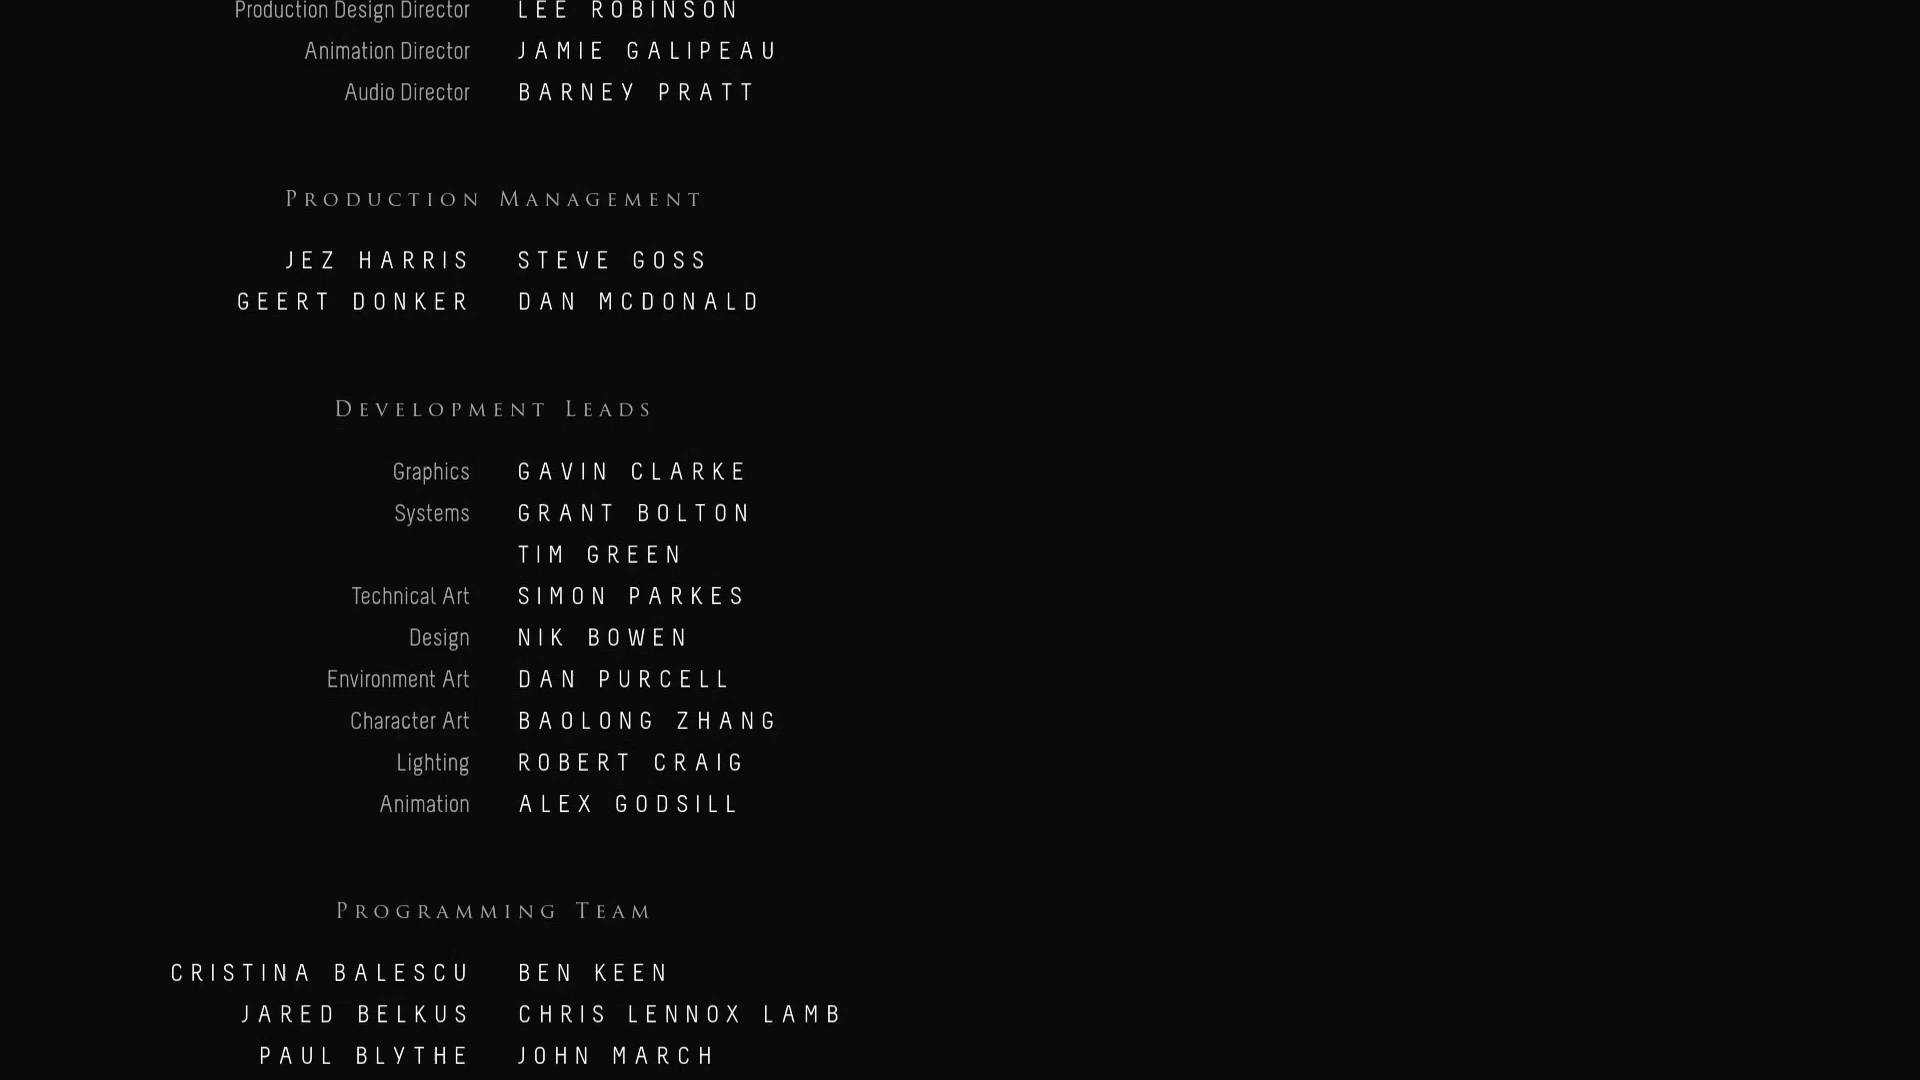 Production Design Director LEE ROBINSON
Animation Director JAMIE GALIPEAU
Audio Director BARNEY PRATT
PRODUCTION MANAGEMENT
JEZ HARRIS STEVE GOSS
GEERT DONKER DAN MCDONALD
DEVELOPMENT LEADS
Graphics GAVIN CLARKE
Systems GRANT BOLTON
TIM GREEN
Technical Art SIMON PARKES
Design NIK BOWEN
Environment Art DAN PURCELL
Character Art BAOLONG ZHANG
Lighting ROBERT CRAIG
Animation ALEX GODSILL
PROGRAMMING TEAM
CRISTINA BALESCU BEN KEEN
JARED BELKUS CHRIS LENNOX LAMB
PAUL BLYTHE JOHN MARCH